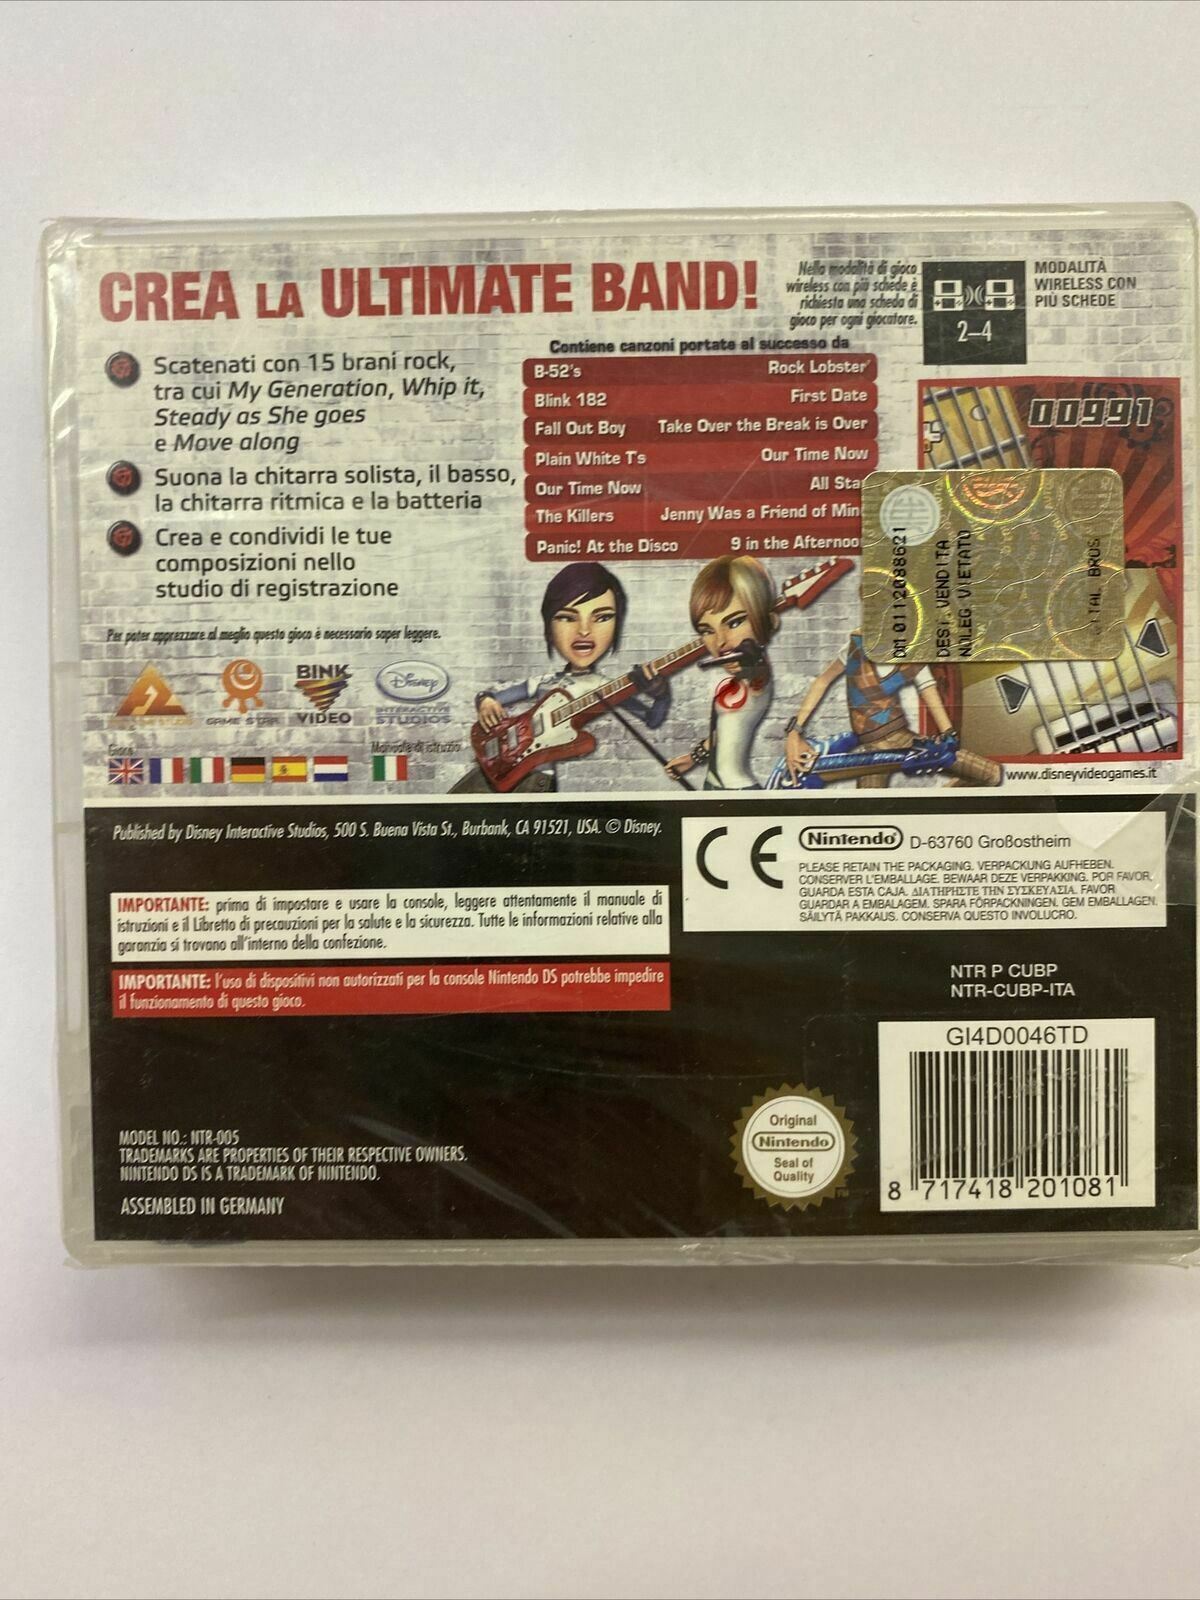 CREA LA ULTIMATE BAND!
Nella modalità di gioco
wireless con più schede è
richiesta una scheda di
gioco per ogni giocatore.
2–4
MODALITÀ
WIRELESS CON
PIÙ SCHEDE
Scatenati con 15 brani rock,
tra cui My Generation, Whip it,
Steady as She goes
e Move along
Suona la chitarra solista, il basso,
la chitarra ritmica e la batteria
Crea e condividi le tue
composizioni nello
studio di registrazione
Contiene canzoni portate al successo da
B-52's Rock Lobster
Blink 182 First Date
Fall Out Boy Take Over the Break is Over
Plain White T's Our Time Now
Our Time Now All Sta
The Killers Jenny Was a Friend of Min
Panic! At the Disco 9 in the Afternoo
00991
DM 0112088621
DEST. VENDITA
NOLEG VIETATO
Per poter apprezzare al meglio questo gioco è necessario saper leggere.
GAME STAR
BINK
VIDEO
Disney
INTERACTIVE
STUDIOS
Gioco
Manuale di istruzio
www.disneyvideogames.it
Published by Disney Interactive Studios, 500 S. Buena Vista St., Burbank, CA 91521, USA. © Disney.
CE
Nintendo D-63760 Großostheim
PLEASE RETAIN THE PACKAGING. VERPACKUNG AUFHEBEN.
CONSERVER L'EMBALLAGE. BEWAAR DEZE VERPAKKING. POR FAVOR,
GUARDA ESTA CAJA. ΔΙΑΤΗΡΗΣΤΕ ΤΗΝ ΣΥΣΚΕΥΑΣΙΑ. FAVOR
GUARDAR A EMBALAGEM. SPARA FÖRPACKNINGEN. GEM EMBALLAGEN.
SÄILYTÄ PAKKAUS. CONSERVA QUESTO INVOLUCRO.
IMPORTANTE: prima di impostare e usare la console, leggere attentamente il manuale di
istruzioni e il Libretto di precauzioni per la salute e la sicurezza. Tutte le informazioni relative alla
garanzia si trovano all'interno della confezione.
IMPORTANTE: l'uso di dispositivi non autorizzati per la console Nintendo DS potrebbe impedire
il funzionamento di questo gioco.
NTR P CUBP
NTR-CUBP-ITA
GI4D0046TD
8 717418 201081
Original
Nintendo
Seal of
Quality
TM
MODEL NO.: NTR-005
TRADEMARKS ARE PROPERTIES OF THEIR RESPECTIVE OWNERS.
NINTENDO DS IS A TRADEMARK OF NINTENDO.
ASSEMBLED IN GERMANY